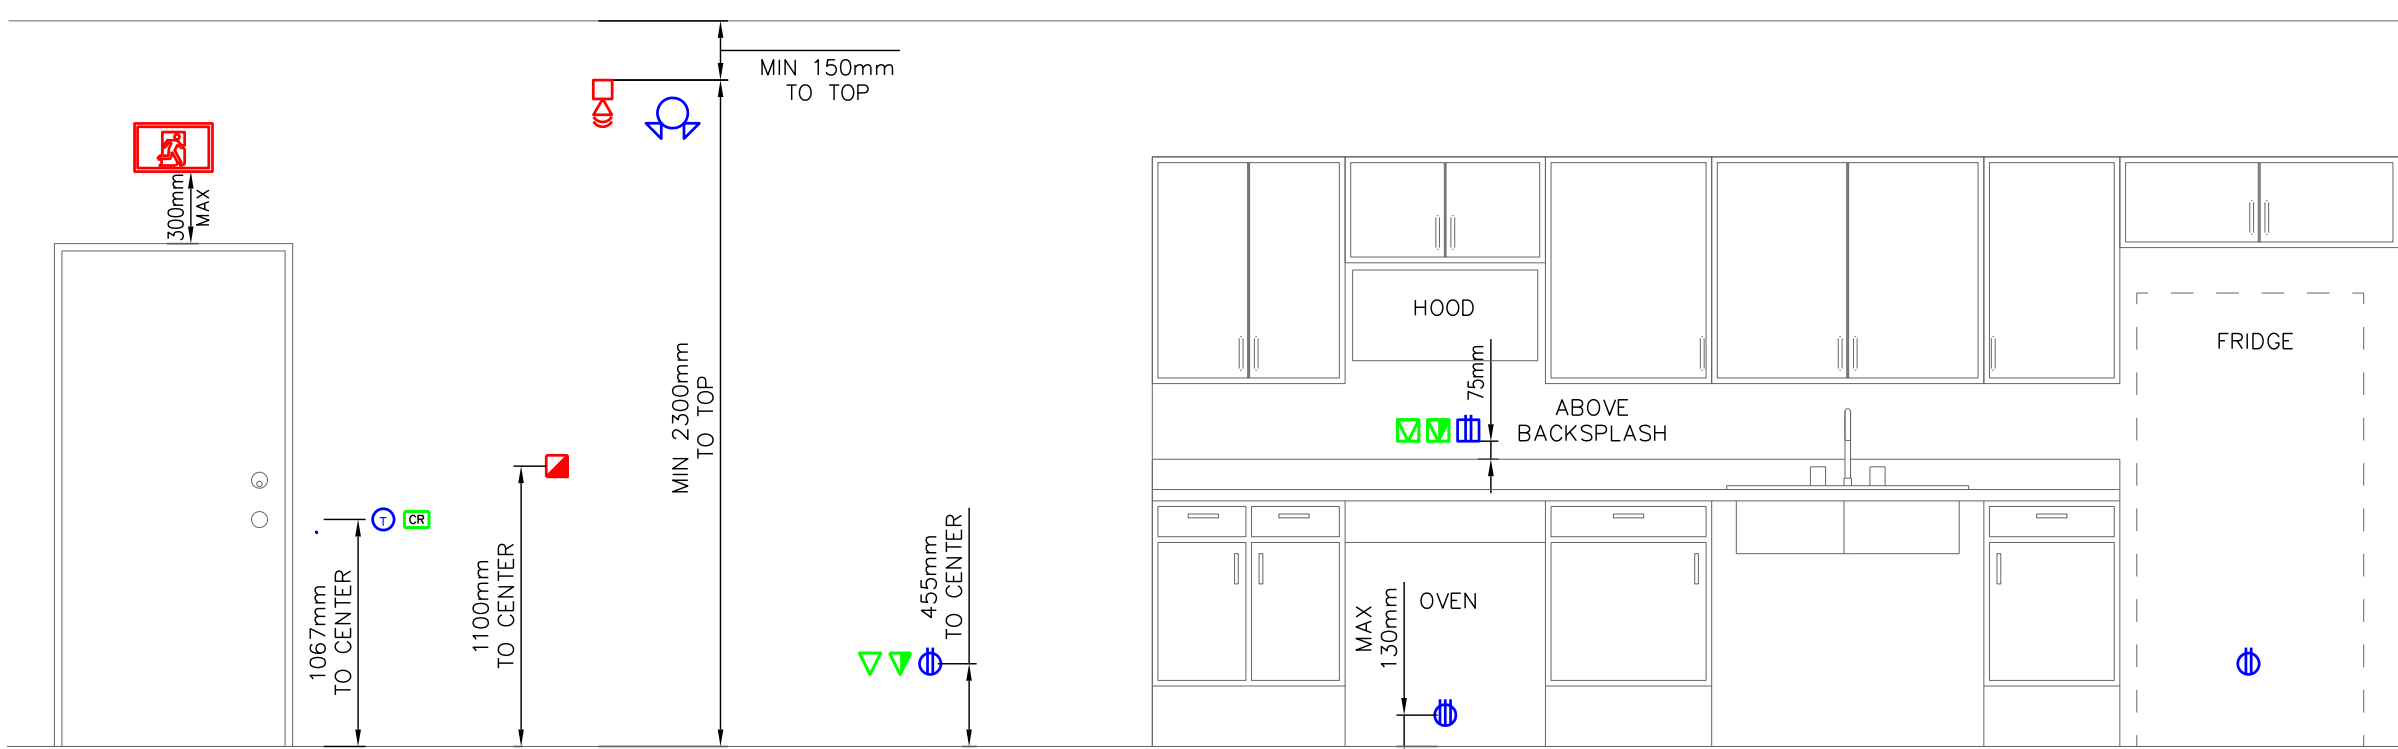 MIN 150mm
TO TOP
300mm
MAX
HOOD
FRIDGE
75mm
MIN 2300mm
TO TOP
ABOVE
BACKSPLASH
T
CR
1067mm
TO CENTER
1100mm
TO CENTER
455mm
TO CENTER
MAX
130mm
OVEN